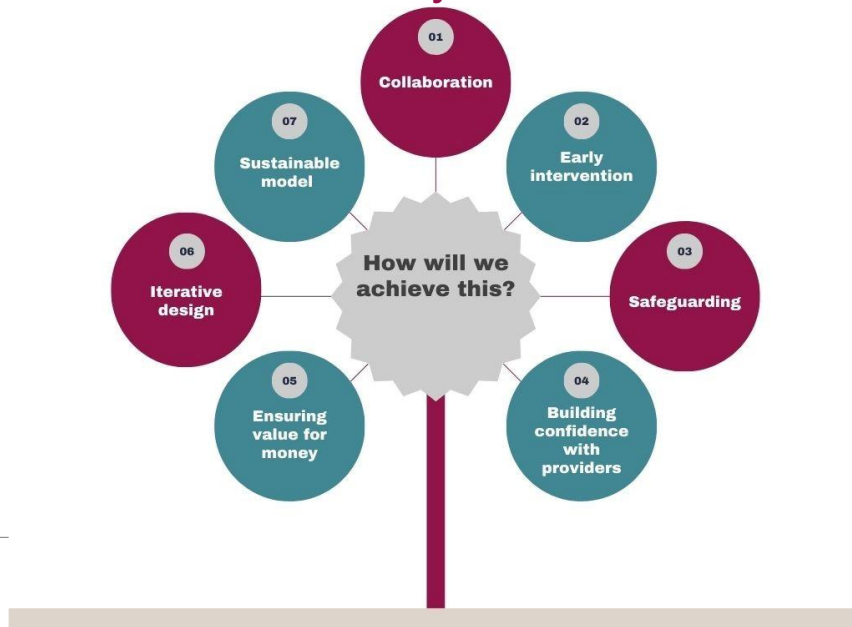 01
Collaboration
02
Early
intervention
03
Safeguarding
04
Building
confidence
with
providers
05
Ensuring
value for
money
06
Iterative
design
07
Sustainable
model
How will we
achieve this?